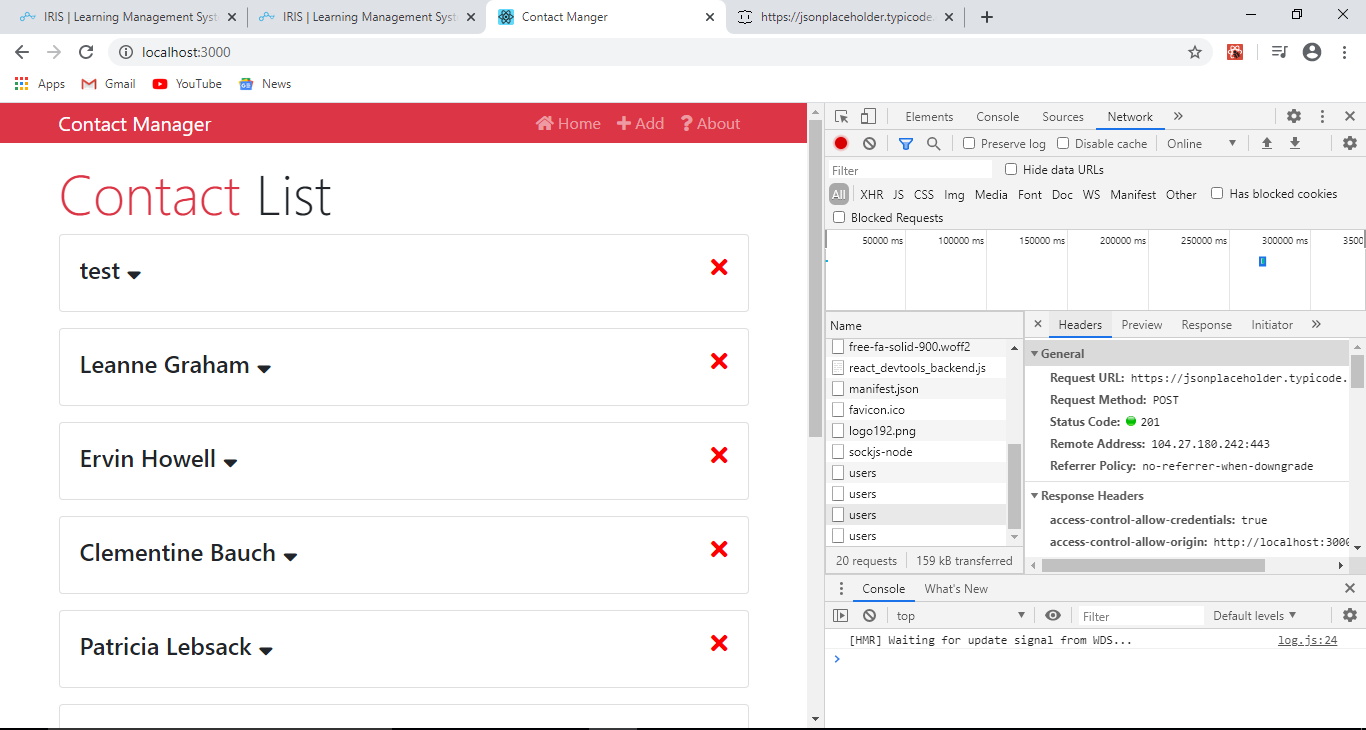 IRIS | Learning Management Syst
IRIS | Learning Management Syst
Contact Manger
https://jsonplaceholder.typicode.
localhost:3000
Apps
Gmail
YouTube
News
Contact Manager
Home
Add
About
Contact List
test
Leanne Graham
Ervin Howell
Clementine Bauch
Patricia Lebsack
Elements
Console
Sources
Network
Preserve log
Disable cache
Online
Filter
Hide data URLs
All
XHR
JS
CSS
Img
Media
Font
Doc
WS
Manifest
Other
Has blocked cookies
Blocked Requests
50000 ms
100000 ms
150000 ms
200000 ms
250000 ms
300000 ms
3500
Name
free-fa-solid-900.woff2
react_devtools_backend.js
manifest.json
favicon.ico
logo192.png
sockjs-node
users
users
users
users
20 requests
159 kB transferred
Headers
Preview
Response
Initiator
General
Request URL: https://jsonplaceholder.typicode.
Request Method: POST
Status Code: 201
Remote Address: 104.27.180.242:443
Referrer Policy: no-referrer-when-downgrade
Response Headers
access-control-allow-credentials: true
access-control-allow-origin: http://localhost:3000
Console
What's New
top
Filter
Default levels
[HMR] Waiting for update signal from WDS...
log.js:24